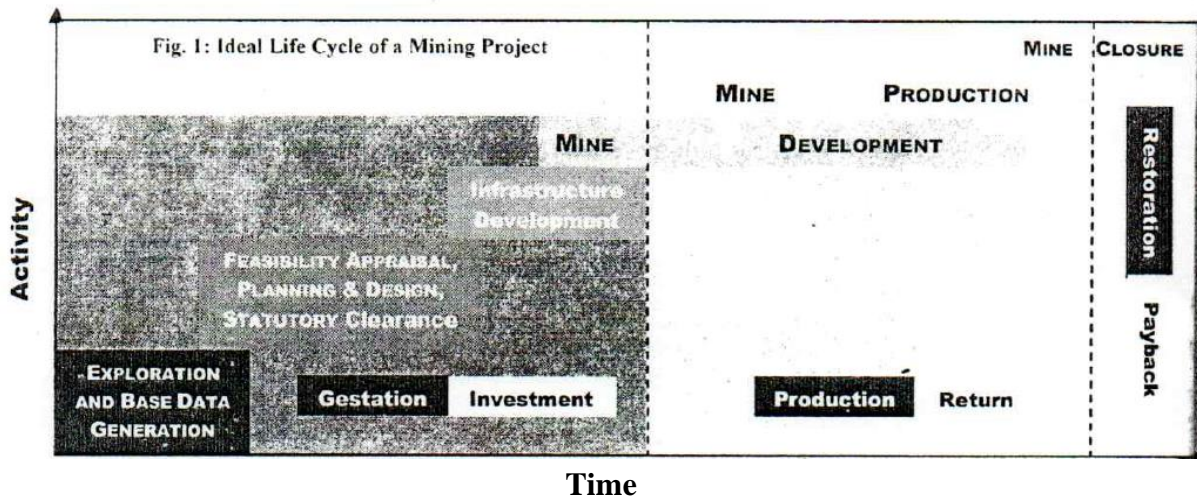 Fig. 1: Ideal Life Cycle of a Mining Project
MINE CLOSURE
MINE PRODUCTION
MINE DEVELOPMENT
Infrastructure
Development
FEASIBILITY APPRAISAL,
PLANNING & DESIGN,
STATUTORY Clearance
EXPLORATION
AND BASE DATA
GENERATION
Gestation Investment
Production Return
Restoration
Payback
Activity
Time